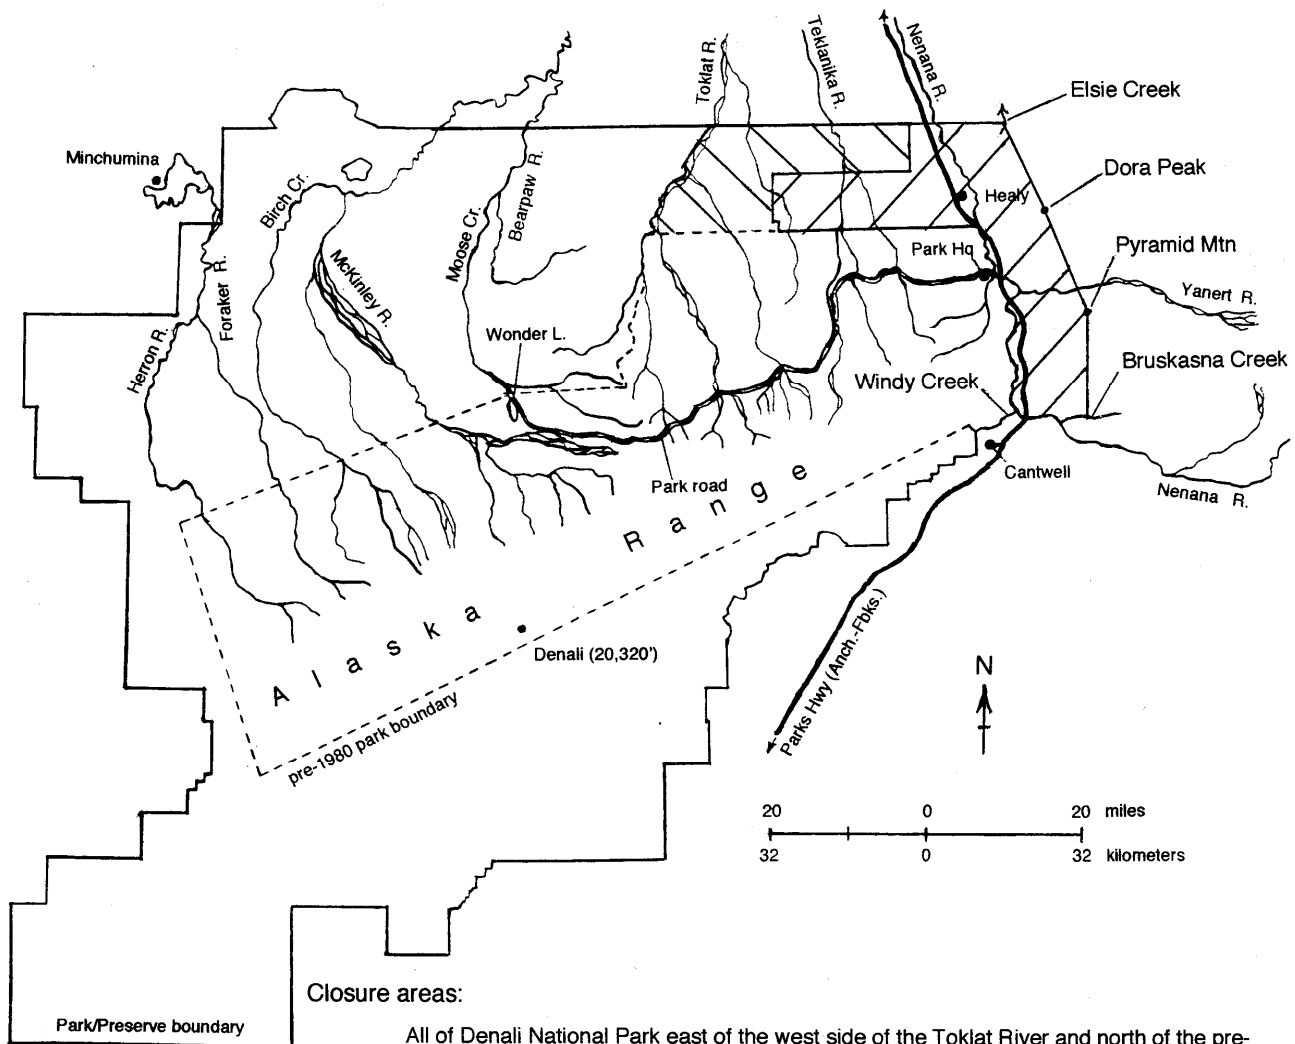 Toklat R.
Teklanika R.
Nenana R.
Elsie Creek
Minchumina
Birch Cr.
Bearpaw R.
Dora Peak
Healy
Moose Cr.
McKinley R.
Foraker R.
Park Hq
Pyramid Mtn
Yanert R.
Herron R.
Wonder L.
Windy Creek
Bruskasna Creek
Park road
Cantwell
Nenana R.
Alaska Range
Denali (20,320')
pre-1980 park boundary
Parks Hwy (Anch.-Fbks.)
N
20 0 20 miles
32 0 32 kilometers
Closure areas:
Park/Preserve boundary
All of Denali National Park east of the west side of the Toklat River and north of the pre-